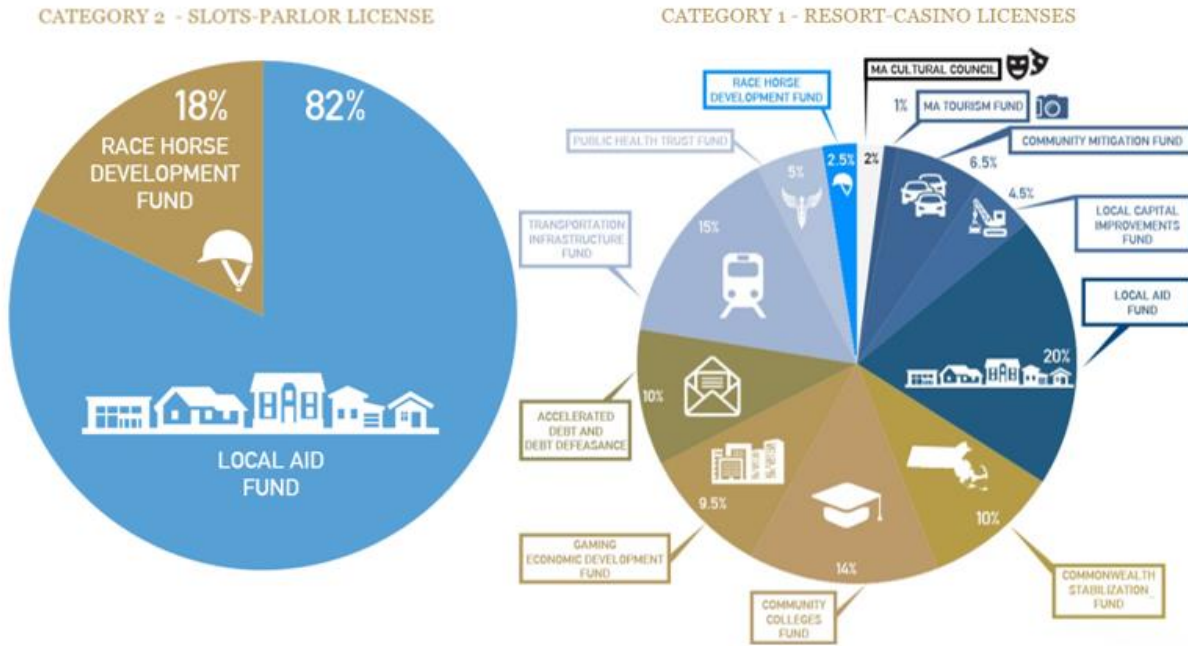 CATEGORY 2 - SLOTS-PARLOR LICENSE
18%
RACE HORSE
DEVELOPMENT
FUND
82%
LOCAL AID
FUND
CATEGORY 1 - RESORT-CASINO LICENSES
MA CULTURAL COUNCIL
2%
1%
MA TOURISM FUND
COMMUNITY MITIGATION FUND
6.5%
4.5%
LOCAL CAPITAL
IMPROVEMENTS
FUND
LOCAL AID
FUND
20%
10%
COMMONWEALTH
STABILIZATION
FUND
14%
COMMUNITY
COLLEGES
FUND
9.5%
GAMING
ECONOMIC DEVELOPMENT
FUND
10%
ACCELERATED
DEBT AND
DEBT DEFEASANCE
15%
TRANSPORTATION
INFRASTRUCTURE
FUND
5%
PUBLIC HEALTH TRUST FUND
2.5%
RACE HORSE
DEVELOPMENT FUND